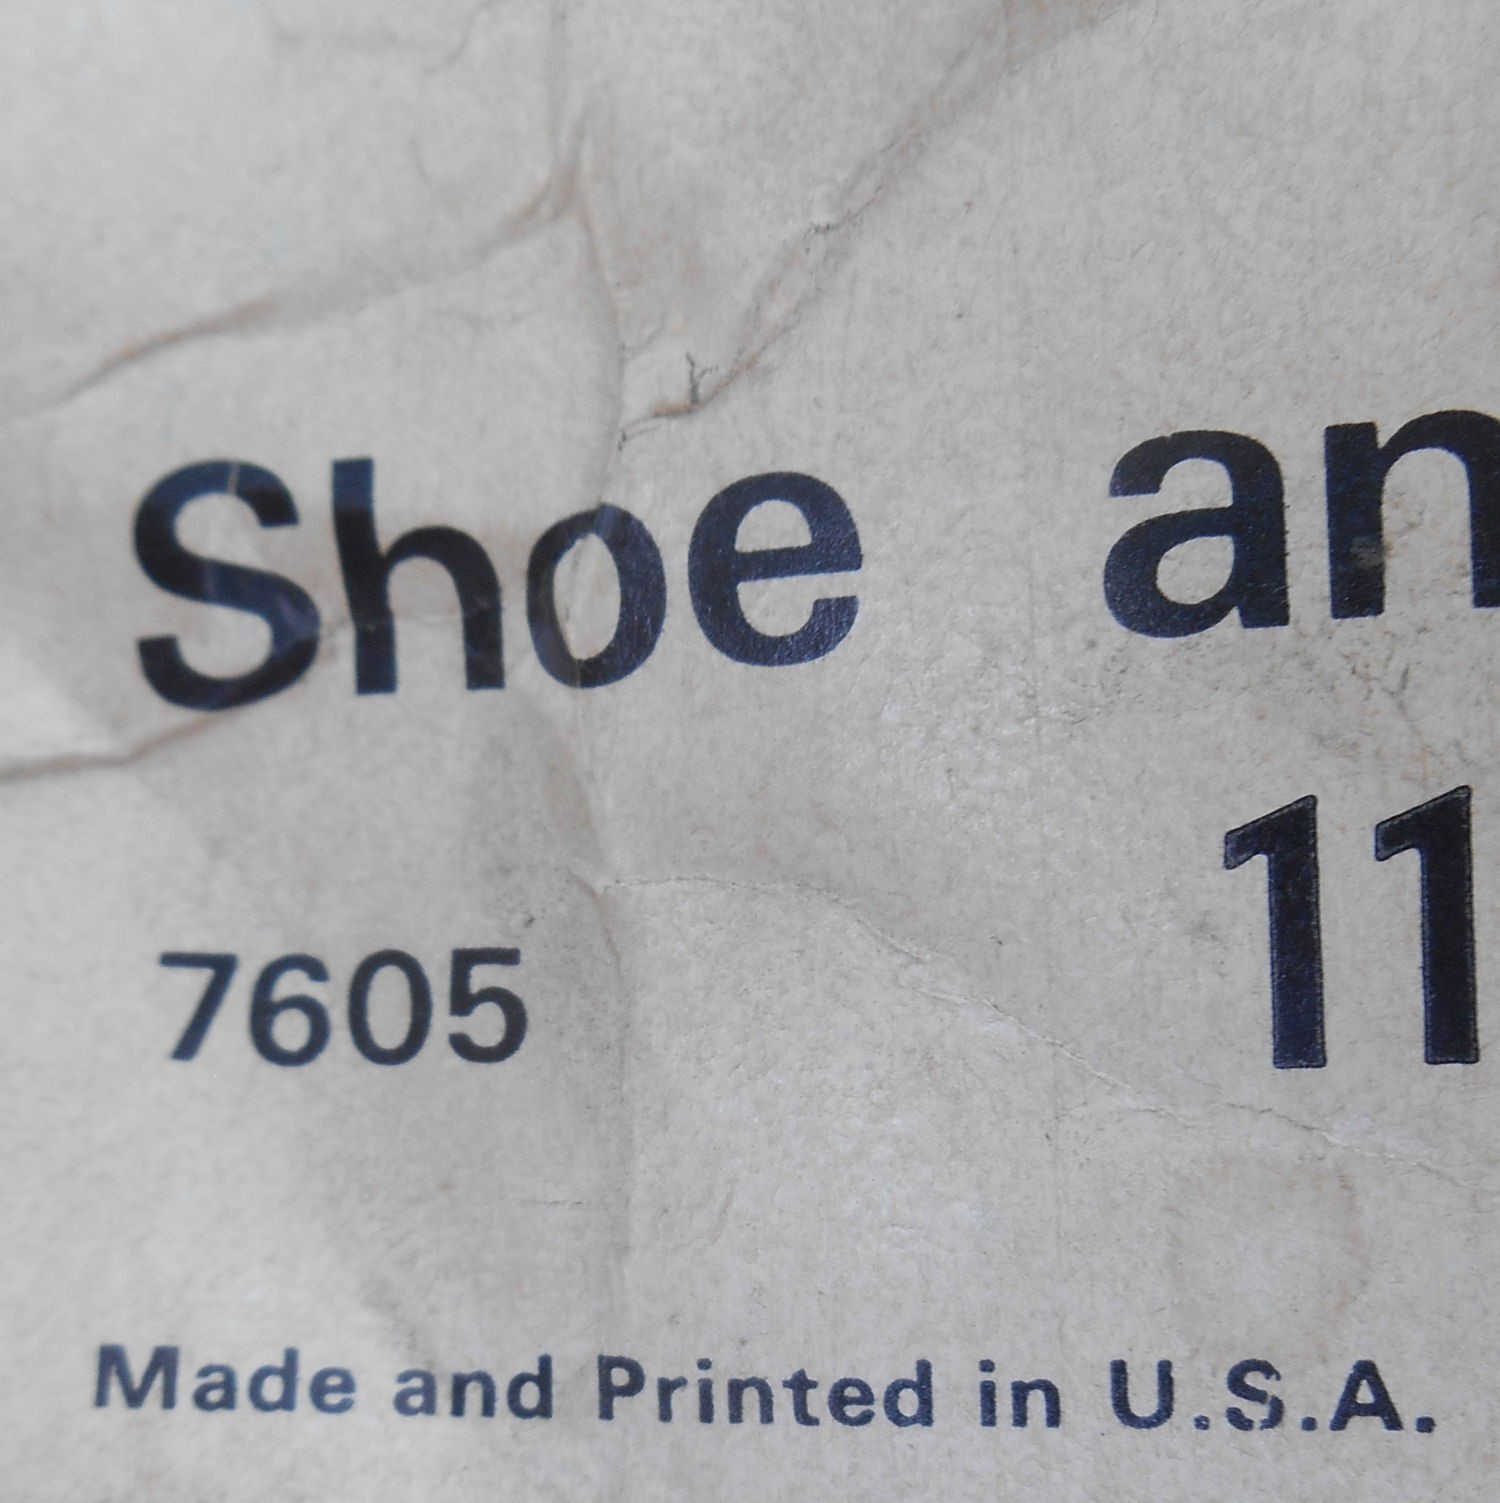 Shoe an
11
7605
Made and Printed in U.S.A.